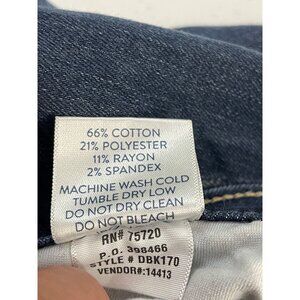 66% COTTON
21% POLYESTER
11% RAYON
2% SPANDEX
MACHINE WASH COLD
TUMBLE DRY LOW
DO NOT DRY CLEAN
DO NOT BLEACH
RN# 75720
P.O. 398466
STYLE # DBK170
VENDOR#:14413